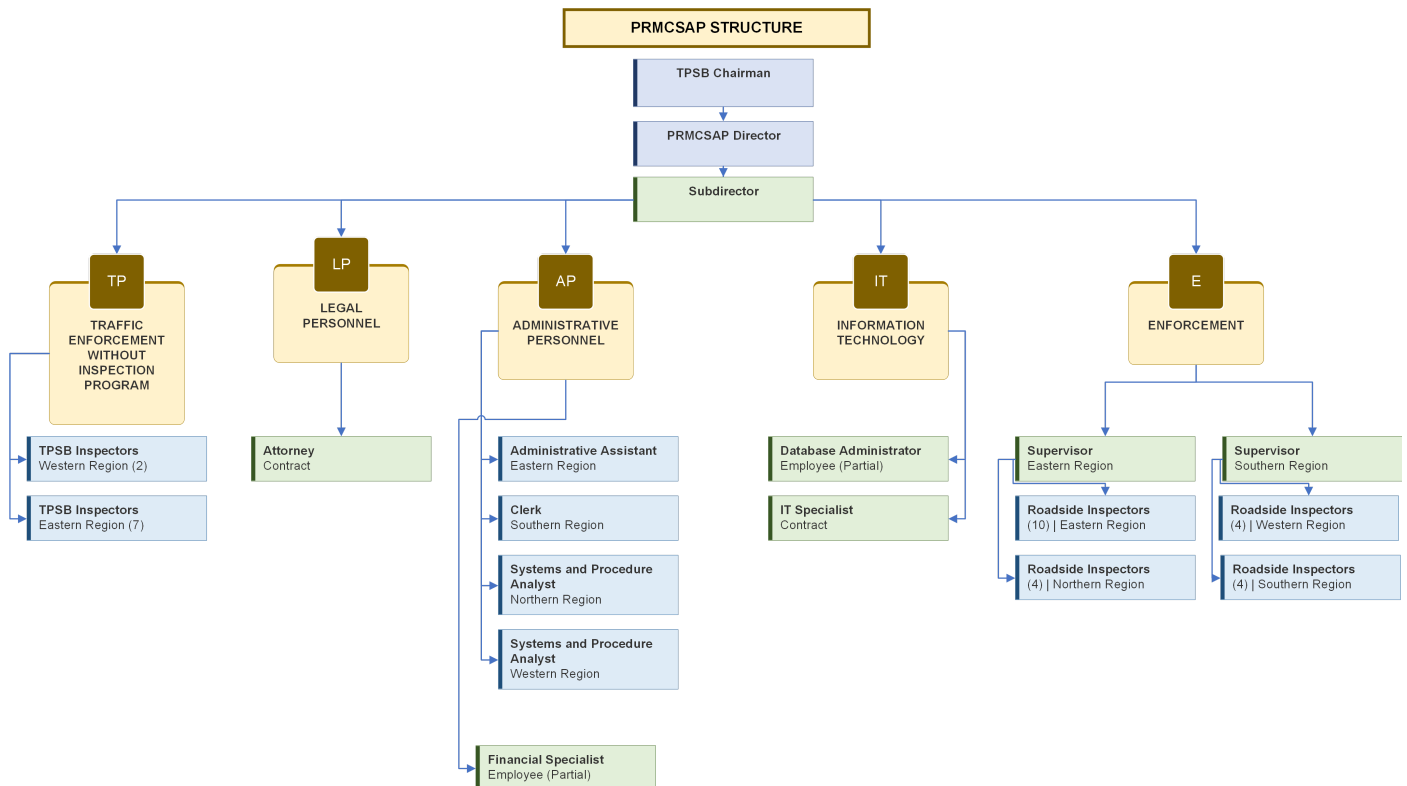 PRMCSAP STRUCTURE
TPSB Chairman
PRMCSAP Director
Subdirector
TP
TRAFFIC
ENFORCEMENT
WITHOUT
INSPECTION
PROGRAM
TPSB Inspectors
Western Region (2)
TPSB Inspectors
Eastern Region (7)
LP
LEGAL
PERSONNEL
Attorney
Contract
AP
ADMINISTRATIVE
PERSONNEL
Administrative Assistant
Eastern Region
Clerk
Southern Region
Systems and Procedure
Analyst
Northern Region
Systems and Procedure
Analyst
Western Region
Financial Specialist
Employee (Partial)
IT
INFORMATION
TECHNOLOGY
Database Administrator
Employee (Partial)
IT Specialist
Contract
E
ENFORCEMENT
Supervisor
Eastern Region
Roadside Inspectors
(10) | Eastern Region
Roadside Inspectors
(4) | Northern Region
Supervisor
Southern Region
Roadside Inspectors
(4) | Western Region
Roadside Inspectors
(4) | Southern Region